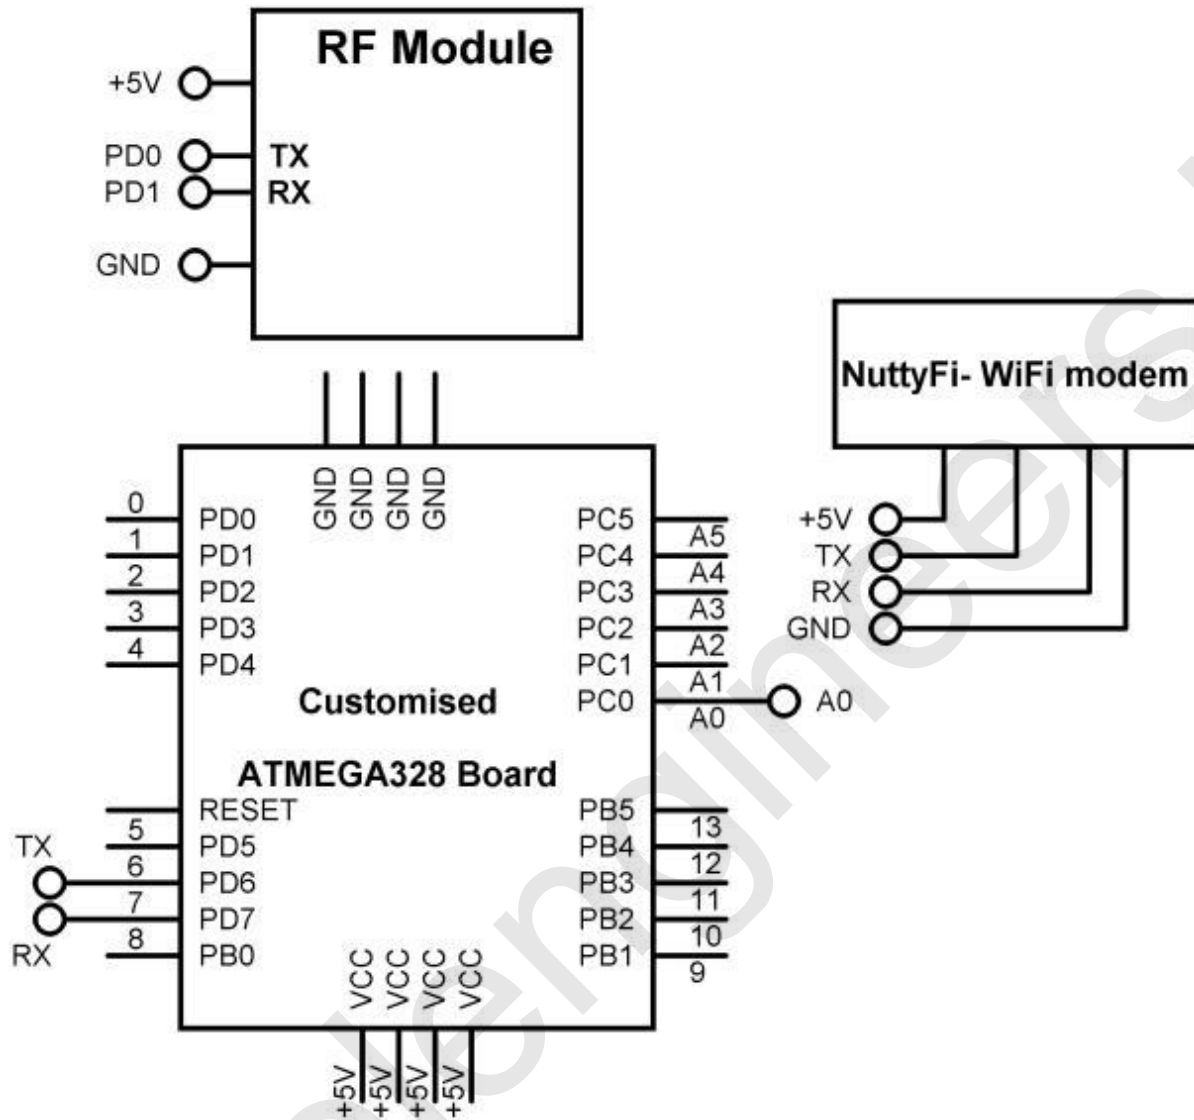 RF Module
+5V
PD0 TX
PD1 RX
GND
NuttyFi- WiFi modem
+5V
TX
RX
GND
GND GND GND GND
0 PD0
1 PD1
2 PD2
3 PD3
4 PD4
PC5 A5
PC4 A4
PC3 A3
PC2 A2
PC1 A1
PC0 A0 A0
Customised
ATMEGA328 Board
RESET
5 PD5
TX 6 PD6
7 PD7
RX 8 PB0
PB5 13
PB4 12
PB3 11
PB2 10
PB1 9
VCC VCC VCC VCC
+5V +5V +5V +5V